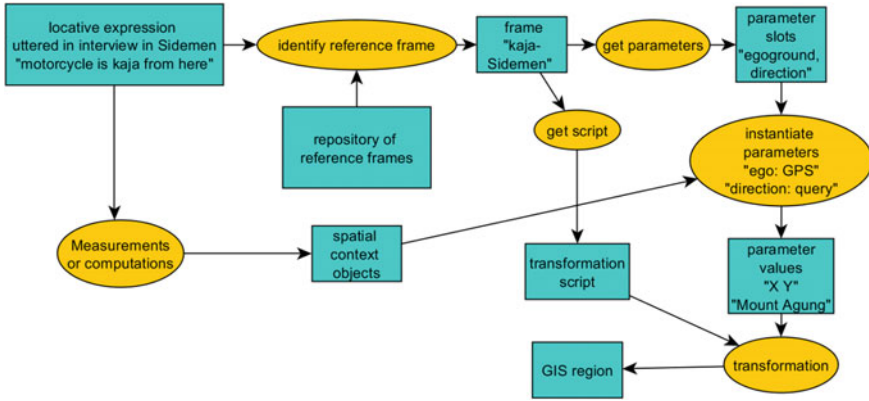 locative expression
uttered in interview in Sidemen
"motorcycle is kaja from here"
identify reference frame
frame
"kaja-
Sidemen"
get parameters
parameter
slots
"egoground,
direction"
repository of
reference frames
get script
instantiate
parameters
"ego: GPS"
"direction: query"
Measurements
or computations
spatial
context
objects
transformation
script
parameter
values
"X Y"
"Mount Agung"
GIS region
transformation